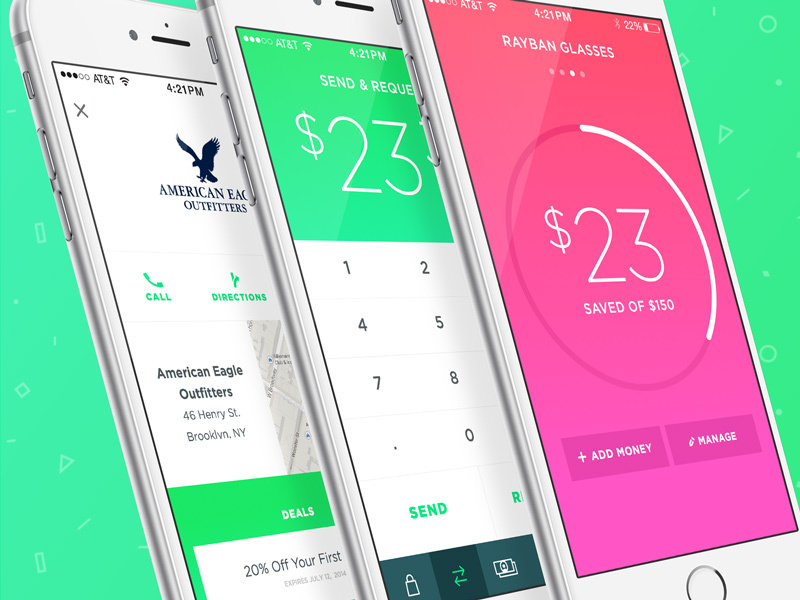 AT&T
4:21PM
AMERICAN EAG
OUTFITTERS
CALL
DIRECTIONS
American Eagle
Outfitters
46 Henry St.
Brooklyn, NY
DEALS
20% Off Your First
EXPIRES JULY 12, 2014
AT&T
4:21PM
SEND & REQUE
$23
1 2
4 5
7 8
. 0
SEND
AT&T
4:21PM
22%
RAYBAN GLASSES
$23
SAVED OF $150
+ ADD MONEY
MANAGE